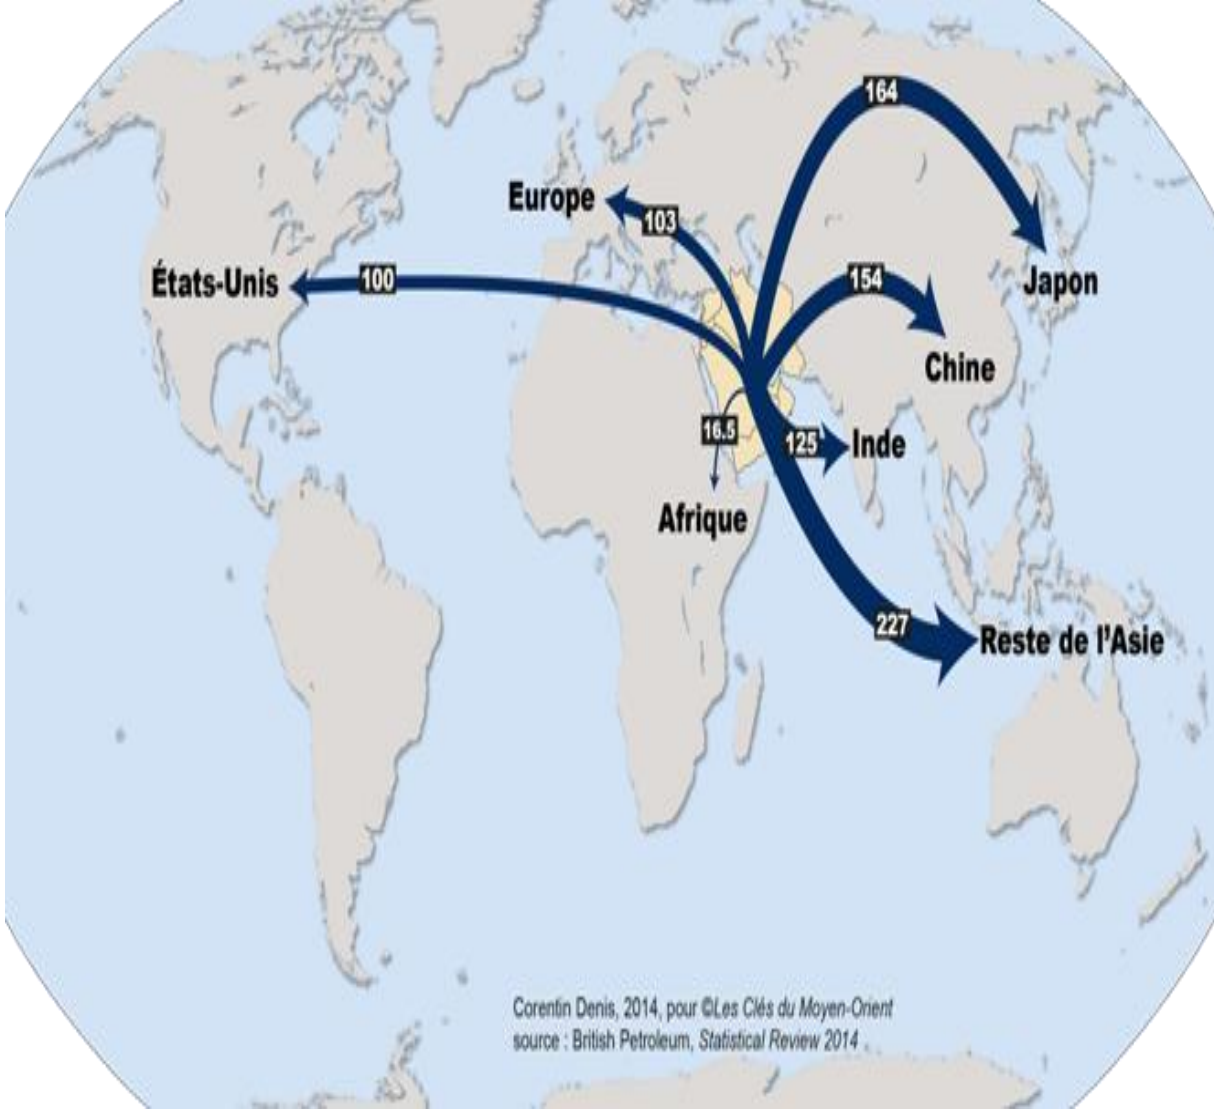 164
Europe
103
États-Unis
100
154
Japon
Chine
16.5
125
Inde
Afrique
227
Reste de l'Asie
Corentin Denis, 2014, pour ©Les Clés du Moyen-Orient
source : British Petroleum, Statistical Review 2014